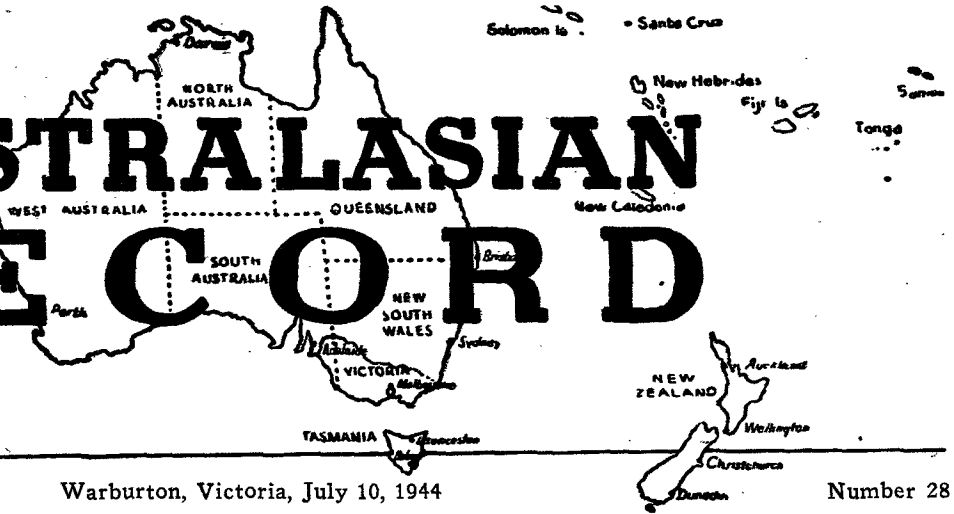 Solomon Is. • Santa Cruz
Darwin
New Hebrides
NORTH AUSTRALIA
Fiji Is
Samoa
Tonga
STRALASIAN
WEST AUSTRALIA
QUEENSLAND
New Caledonia
ECORD
SOUTH AUSTRALIA
Perth
NEW SOUTH WALES
Sydney
Adelaide
VICTORIA
Melbourne
Auckland
NEW ZEALAND
Wellington
TASMANIA
Launceston
Christchurch
Dunedin
Warburton, Victoria, July 10, 1944
Number 28